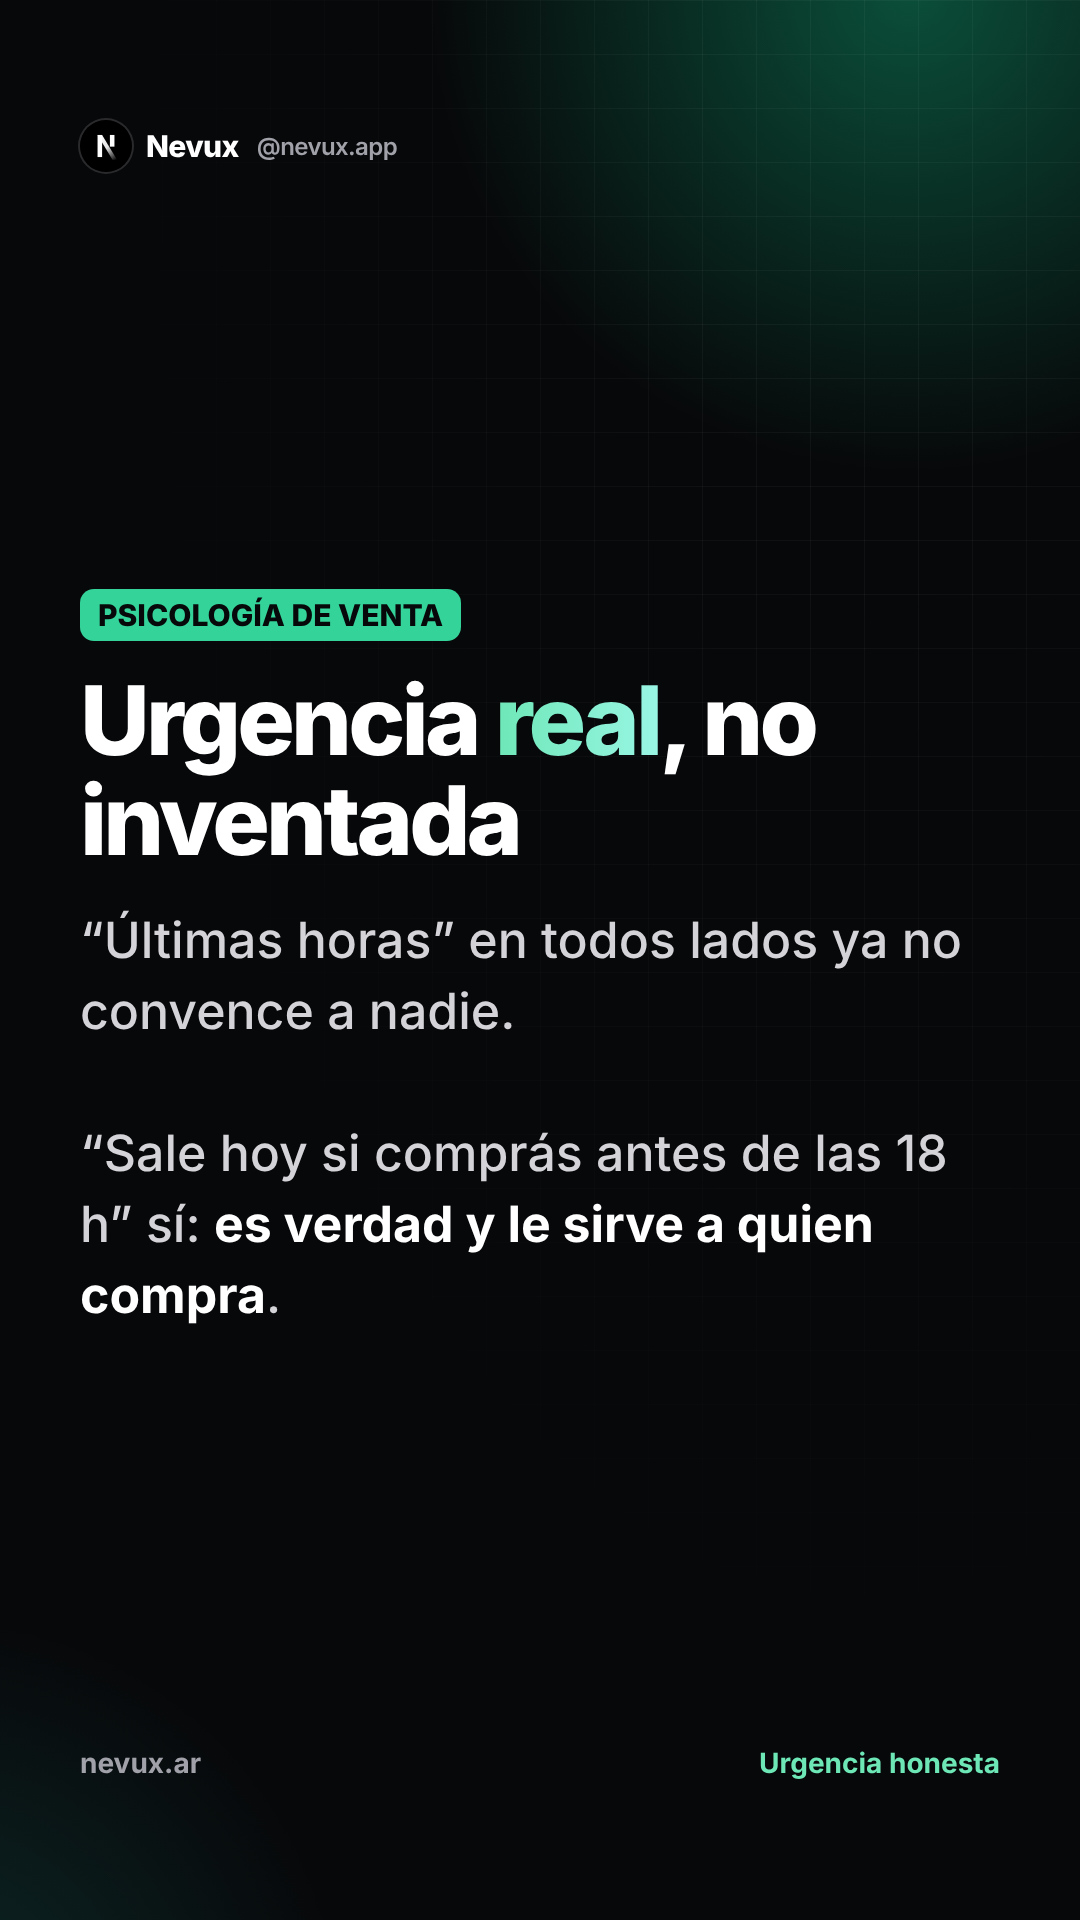 N Nevux @nevux.app
PSICOLOGÍA DE VENTA
Urgencia real, no
inventada
“Últimas horas” en todos lados ya no
convence a nadie.
“Sale hoy si comprás antes de las 18
h” sí: es verdad y le sirve a quien
compra.
nevux.ar
Urgencia honesta